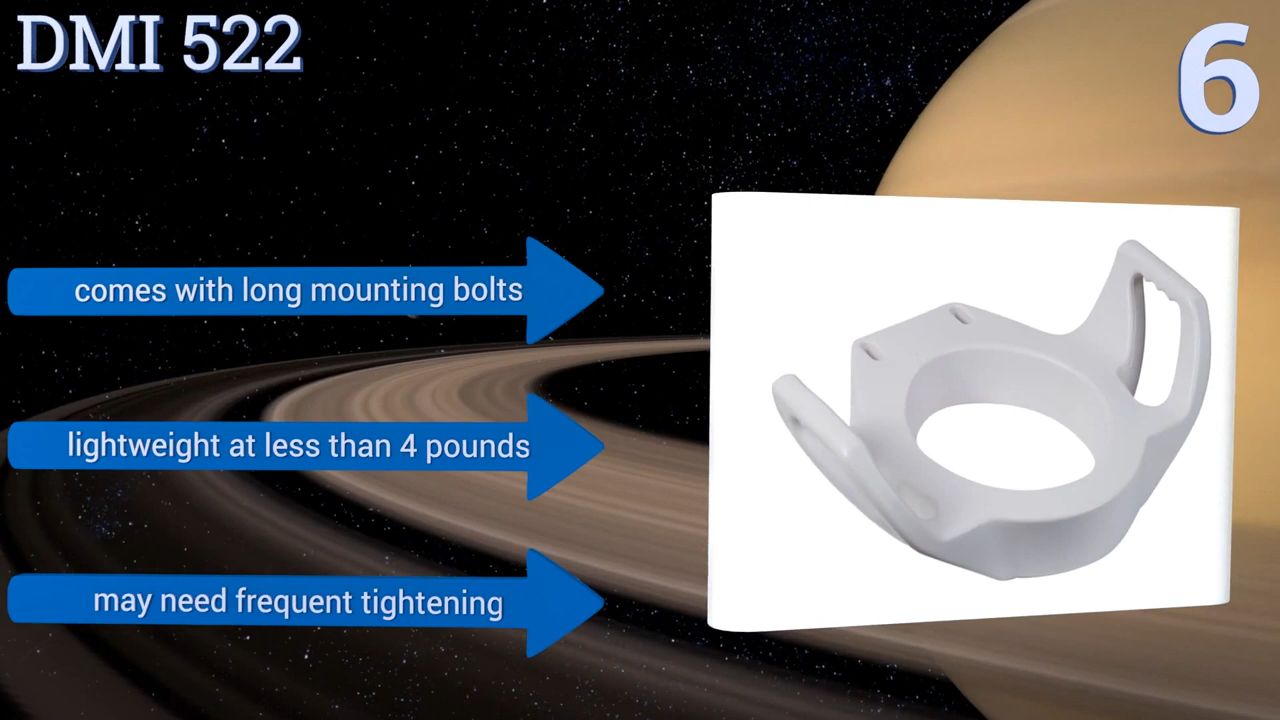 DMI 522
6
comes with long mounting bolts
lightweight at less than 4 pounds
may need frequent tightening